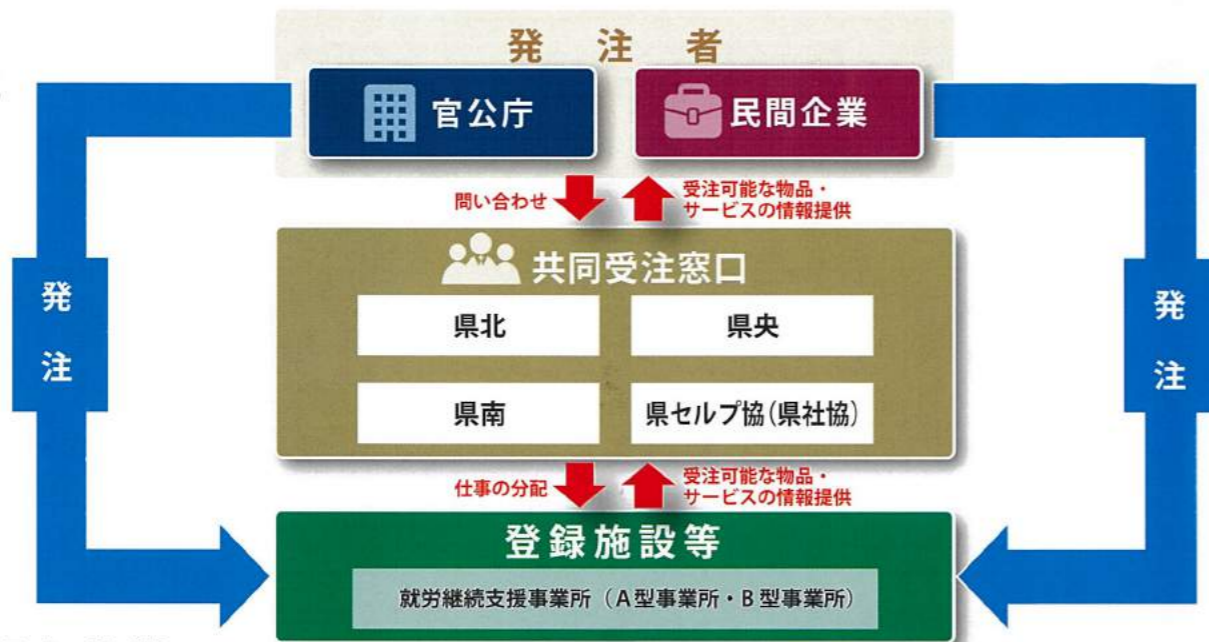 発注者
官公庁
民間企業
問い合わせ
受注可能な物品・
サービスの情報提供
共同受注窓口
県北
県央
県南
県セルプ協(県社協)
発注
発注
仕事の分配
受注可能な物品・
サービスの情報提供
登録施設等
就労継続支援事業所(A型事業所・B型事業所)